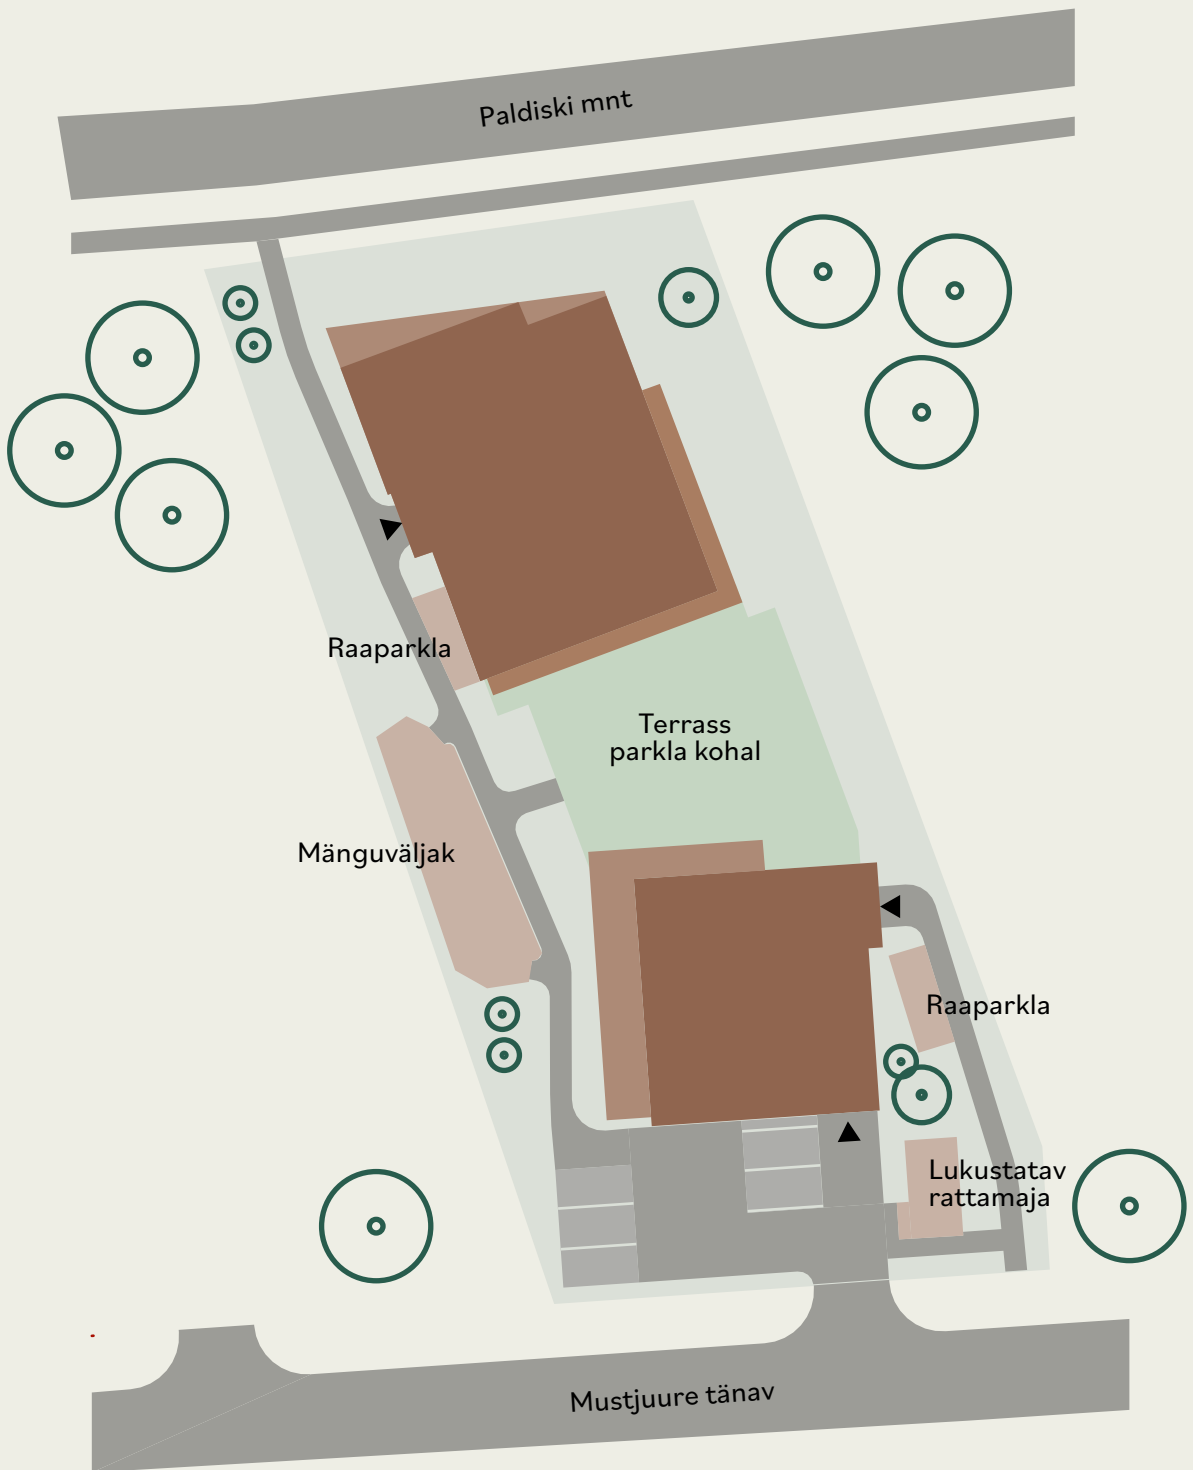 Paldiski mnt
Raaparkla
Terrass
parkla kohal
Mänguväljak
Raaparkla
Lukustatav
rattamaja
Mustjuure tänav